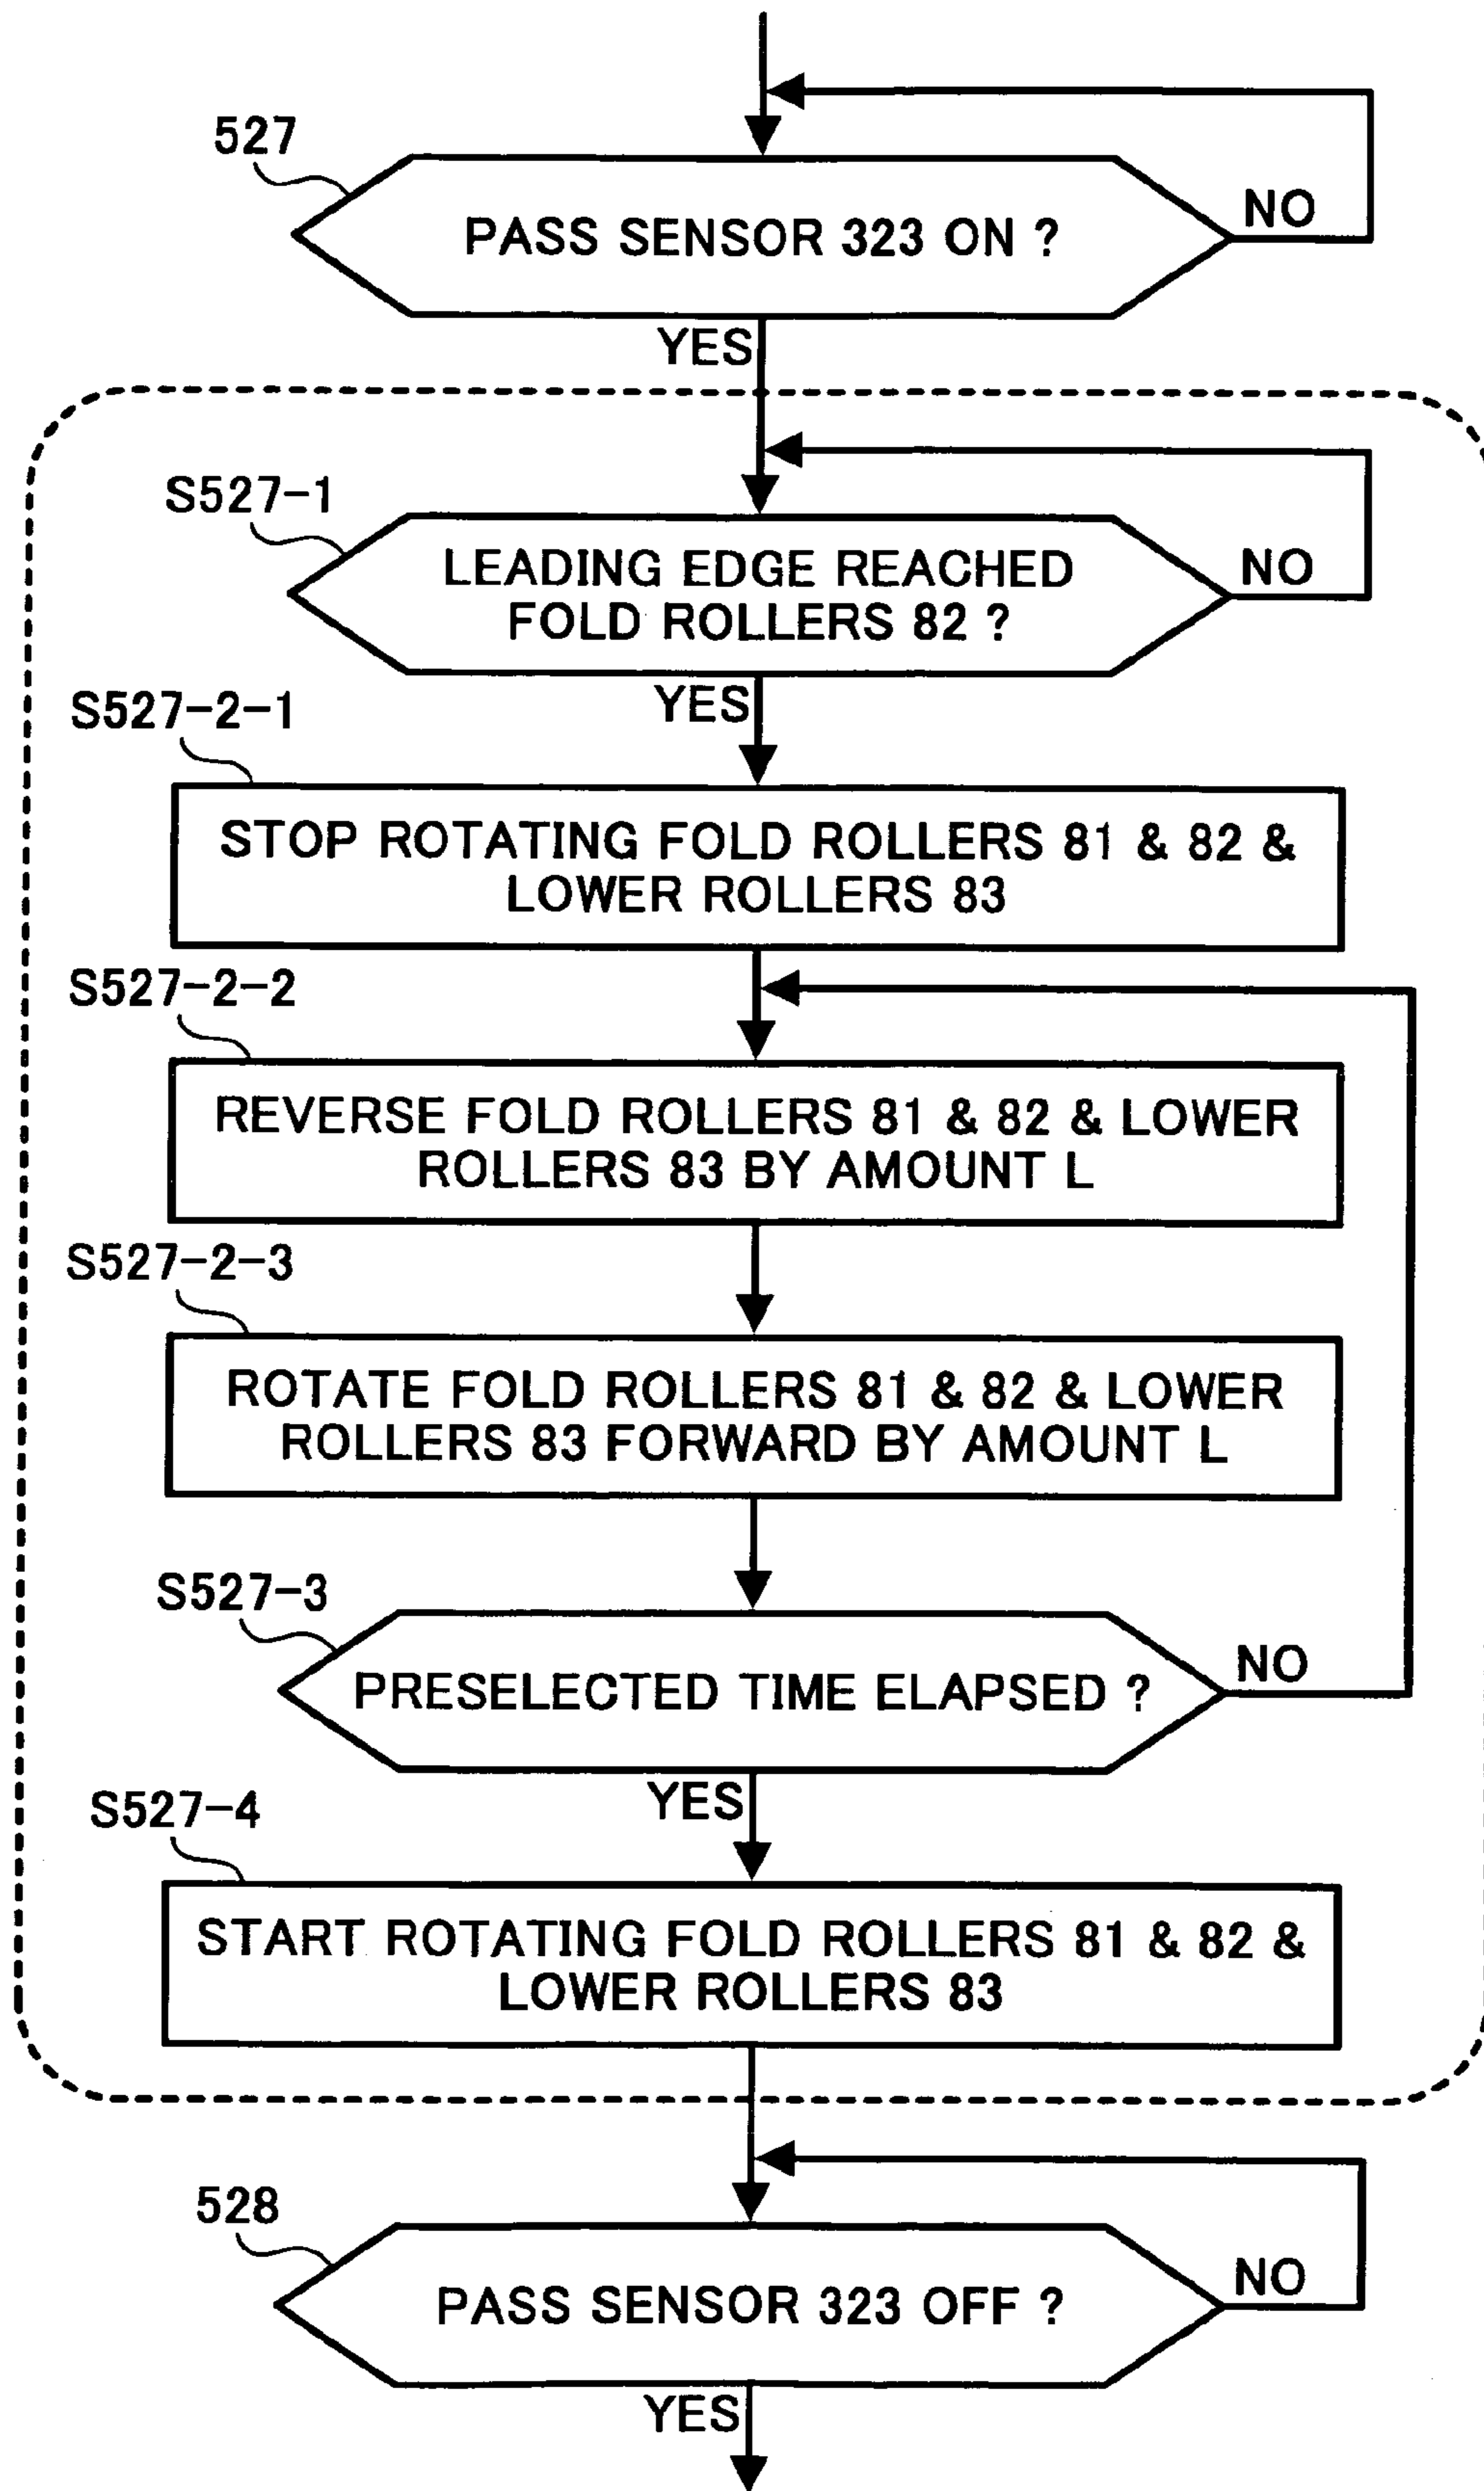 527
PASS SENSOR 323 ON ?
NO
YES
S527-1
LEADING EDGE REACHED
FOLD ROLLERS 82 ?
NO
YES
S527-2-1
STOP ROTATING FOLD ROLLERS 81 & 82 &
LOWER ROLLERS 83
S527-2-2
REVERSE FOLD ROLLERS 81 & 82 & LOWER
ROLLERS 83 BY AMOUNT L
S527-2-3
ROTATE FOLD ROLLERS 81 & 82 & LOWER
ROLLERS 83 FORWARD BY AMOUNT L
S527-3
PRESELECTED TIME ELAPSED ?
NO
YES
S527-4
START ROTATING FOLD ROLLERS 81 & 82 &
LOWER ROLLERS 83
528
PASS SENSOR 323 OFF ?
NO
YES